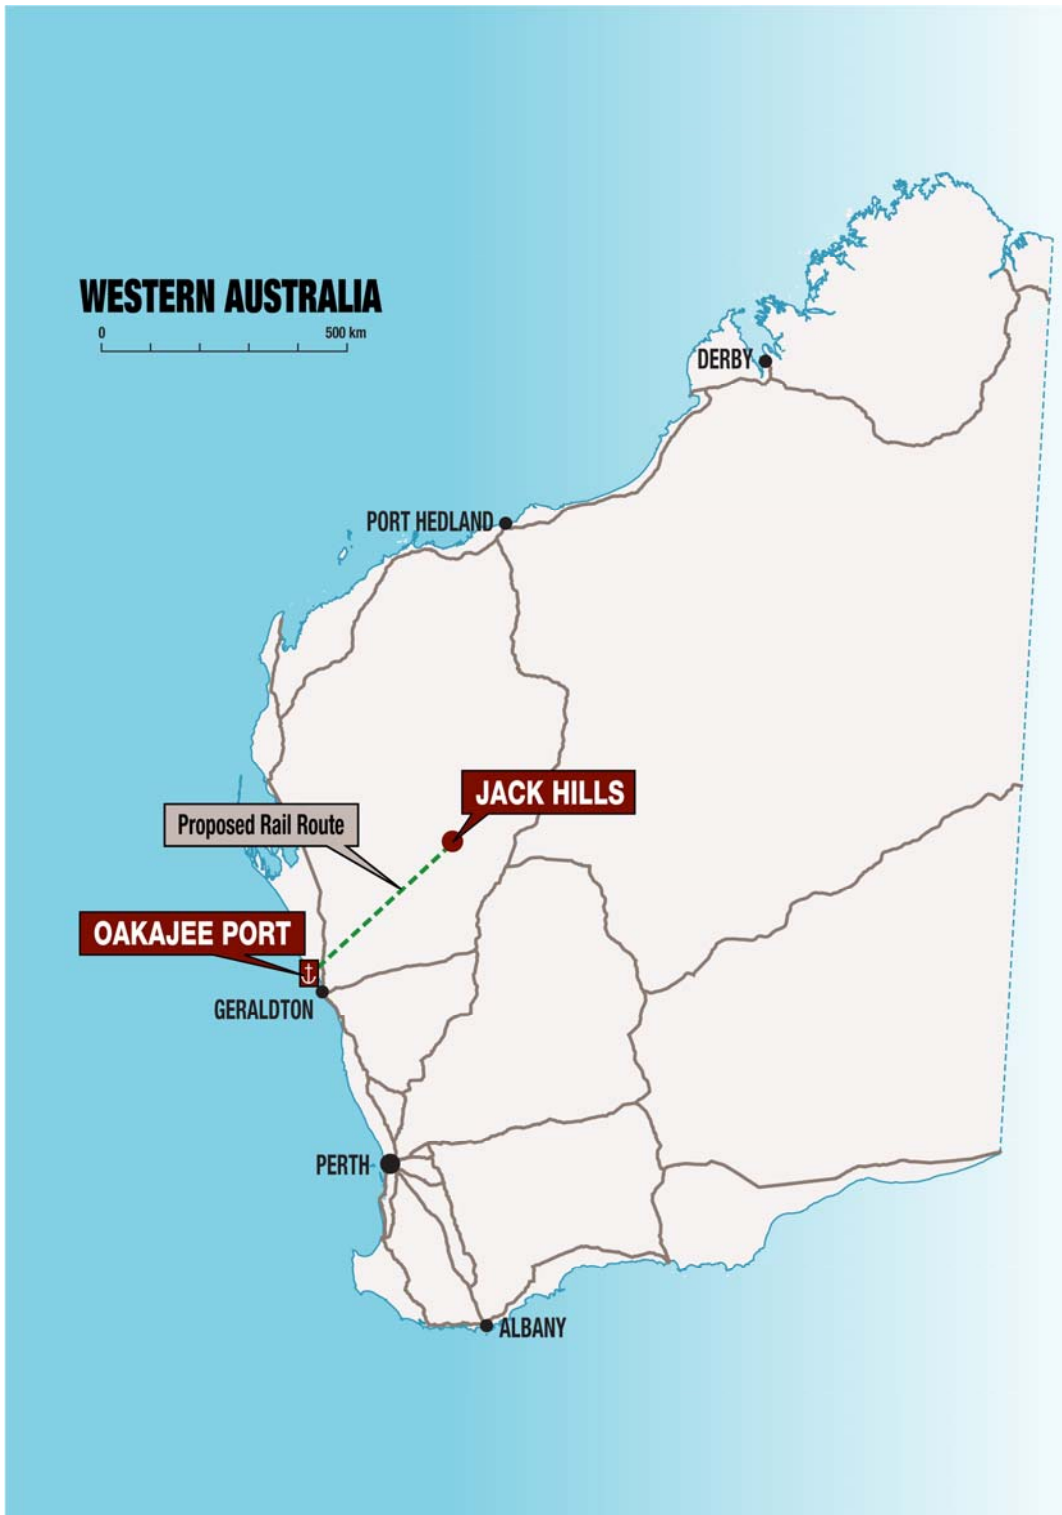 WESTERN AUSTRALIA
0 500 km
DERBY
PORT HEDLAND
JACK HILLS
Proposed Rail Route
OAKAJEE PORT
GERALDTON
PERTH
ALBANY